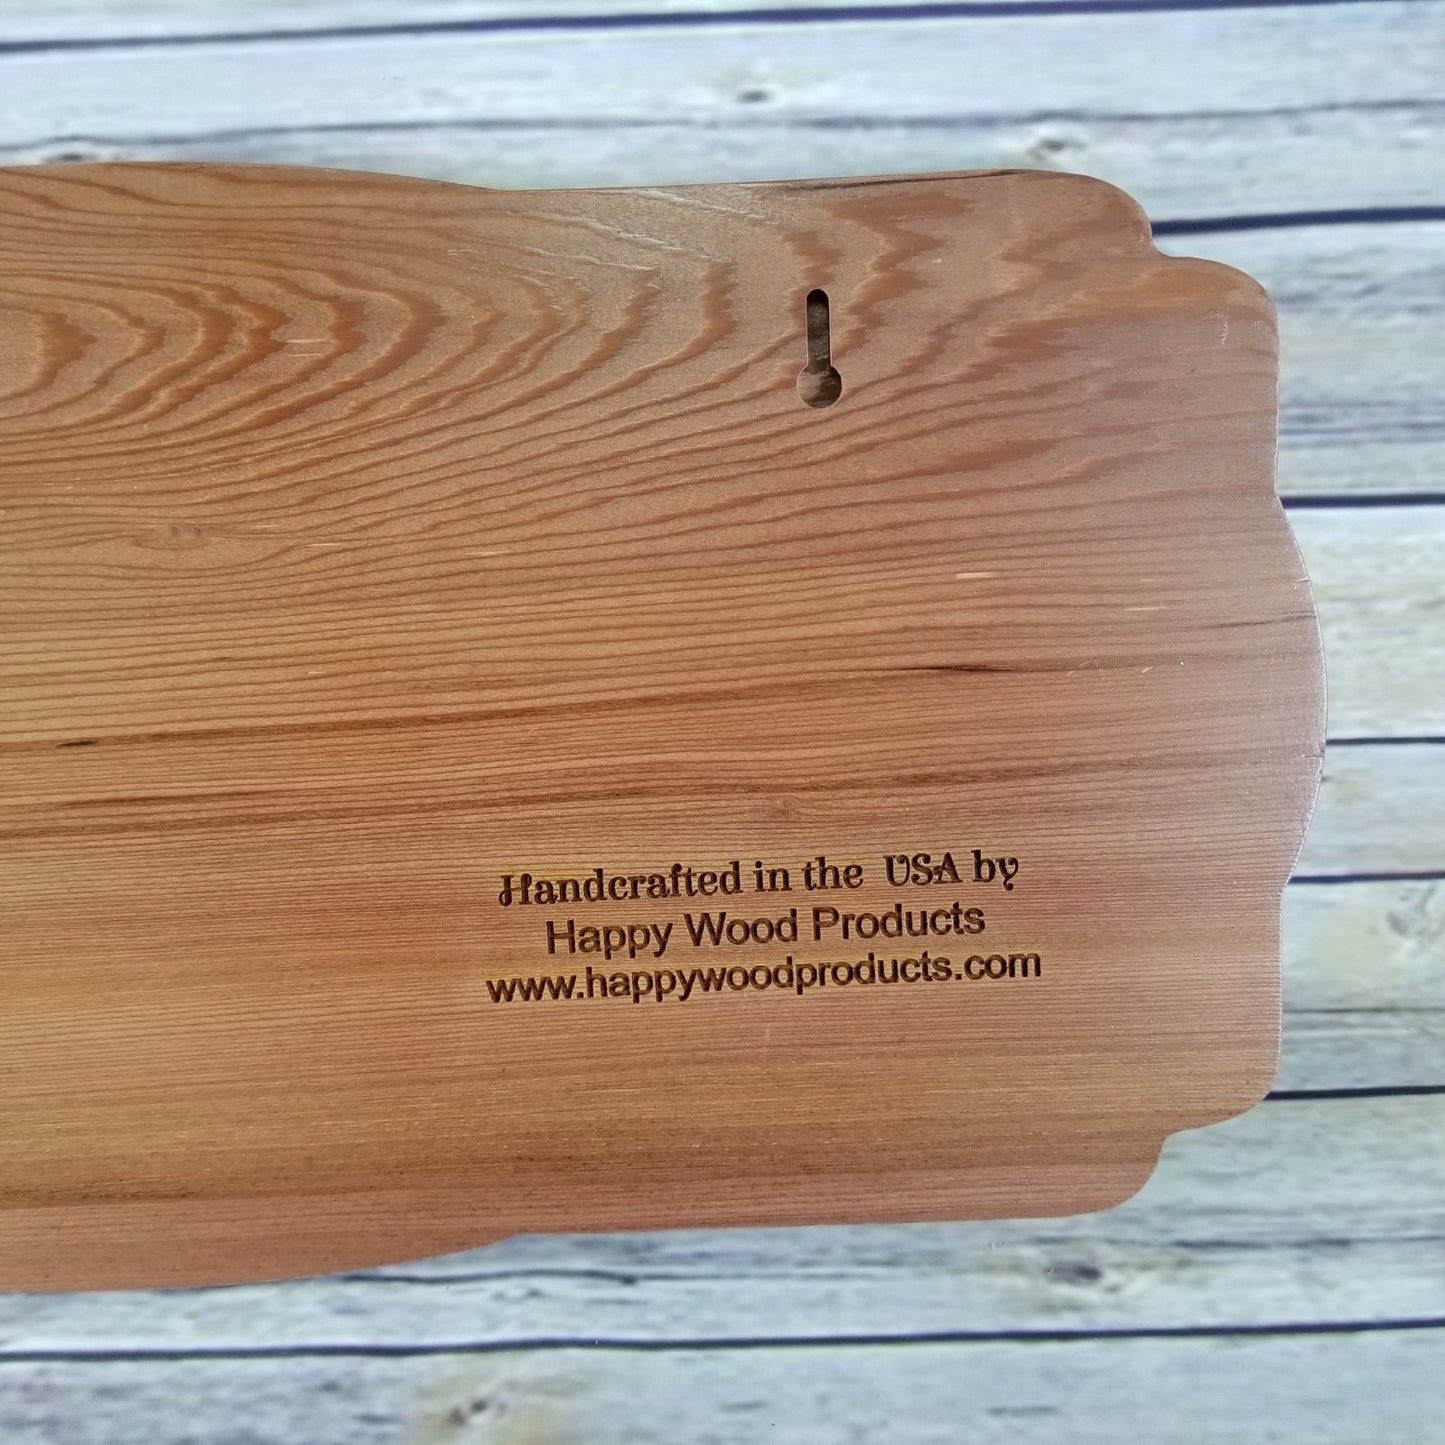 Handcrafted in the USA by
Happy Wood Products
www.happywoodproducts.com